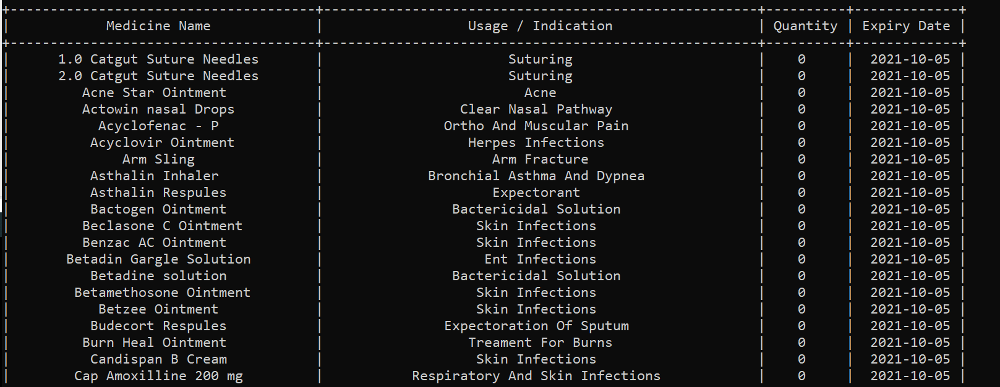 Medicine Name | Usage / Indication | Quantity | Expiry Date
1.0 Catgut Suture Needles | Suturing | 0 | 2021-10-05
2.0 Catgut Suture Needles | Suturing | 0 | 2021-10-05
Acne Star Ointment | Acne | 0 | 2021-10-05
Actowin nasal Drops | Clear Nasal Pathway | 0 | 2021-10-05
Acyclofenac - P | Ortho And Muscular Pain | 0 | 2021-10-05
Acyclovir Ointment | Herpes Infections | 0 | 2021-10-05
Arm Sling | Arm Fracture | 0 | 2021-10-05
Asthalin Inhaler | Bronchial Asthma And Dypnea | 0 | 2021-10-05
Asthalin Respules | Expectorant | 0 | 2021-10-05
Bactogen Ointment | Bactericidal Solution | 0 | 2021-10-05
Beclasone C Ointment | Skin Infections | 0 | 2021-10-05
Benzac AC Ointment | Skin Infections | 0 | 2021-10-05
Betadin Gargle Solution | Ent Infections | 0 | 2021-10-05
Betadine solution | Bactericidal Solution | 0 | 2021-10-05
Betamethosone Ointment | Skin Infections | 0 | 2021-10-05
Betzee Ointment | Skin Infections | 0 | 2021-10-05
Budecort Respules | Expectoration Of Sputum | 0 | 2021-10-05
Burn Heal Ointment | Treament For Burns | 0 | 2021-10-05
Candispan B Cream | Skin Infections | 0 | 2021-10-05
Cap Amoxilline 200 mg | Respiratory And Skin Infections | 0 | 2021-10-05